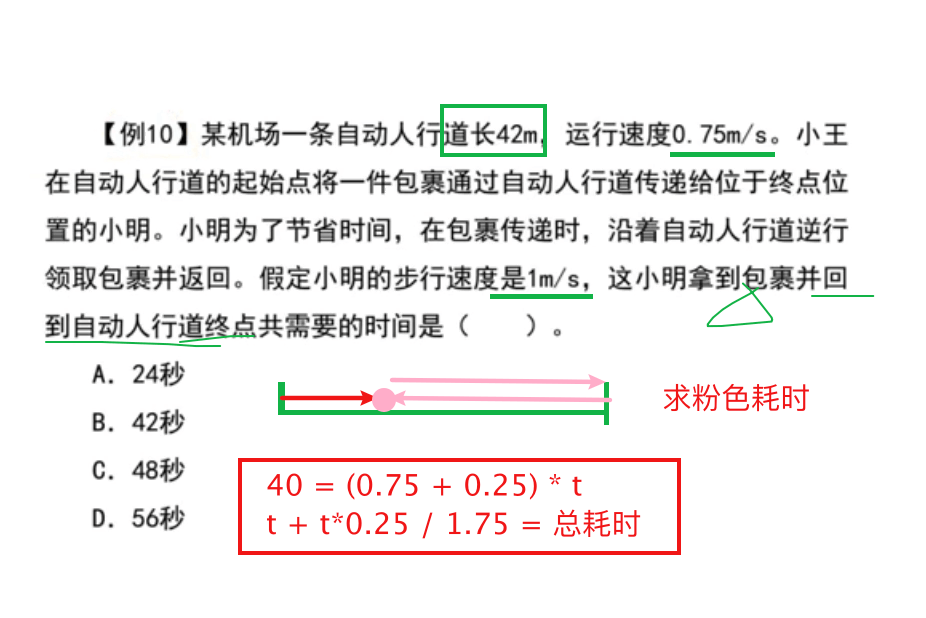 【例10】某机场一条自动人行道长42m，运行速度0.75m/s。小王
在自动人行道的起始点将一件包裹通过自动人行道传递给位于终点位
置的小明。小明为了节省时间，在包裹传递时，沿着自动人行道逆行
领取包裹并返回。假定小明的步行速度是1m/s，这小明拿到包裹并回
到自动人行道终点共需要的时间是（　　）。
A. 24秒
B. 42秒
C. 48秒
D. 56秒
求粉色耗时
40 = (0.75 + 0.25) * t
t + t*0.25 / 1.75 = 总耗时